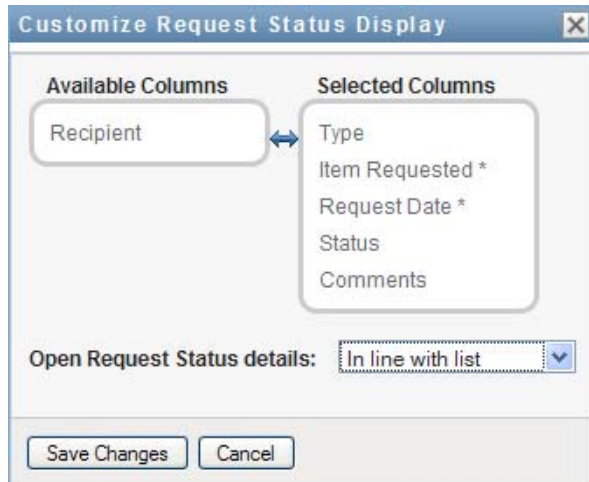 Customize Request Status Display
Available Columns
Selected Columns
Recipient
Type
Item Requested *
Request Date *
Status
Comments
Open Request Status details: In line with list
Save Changes Cancel